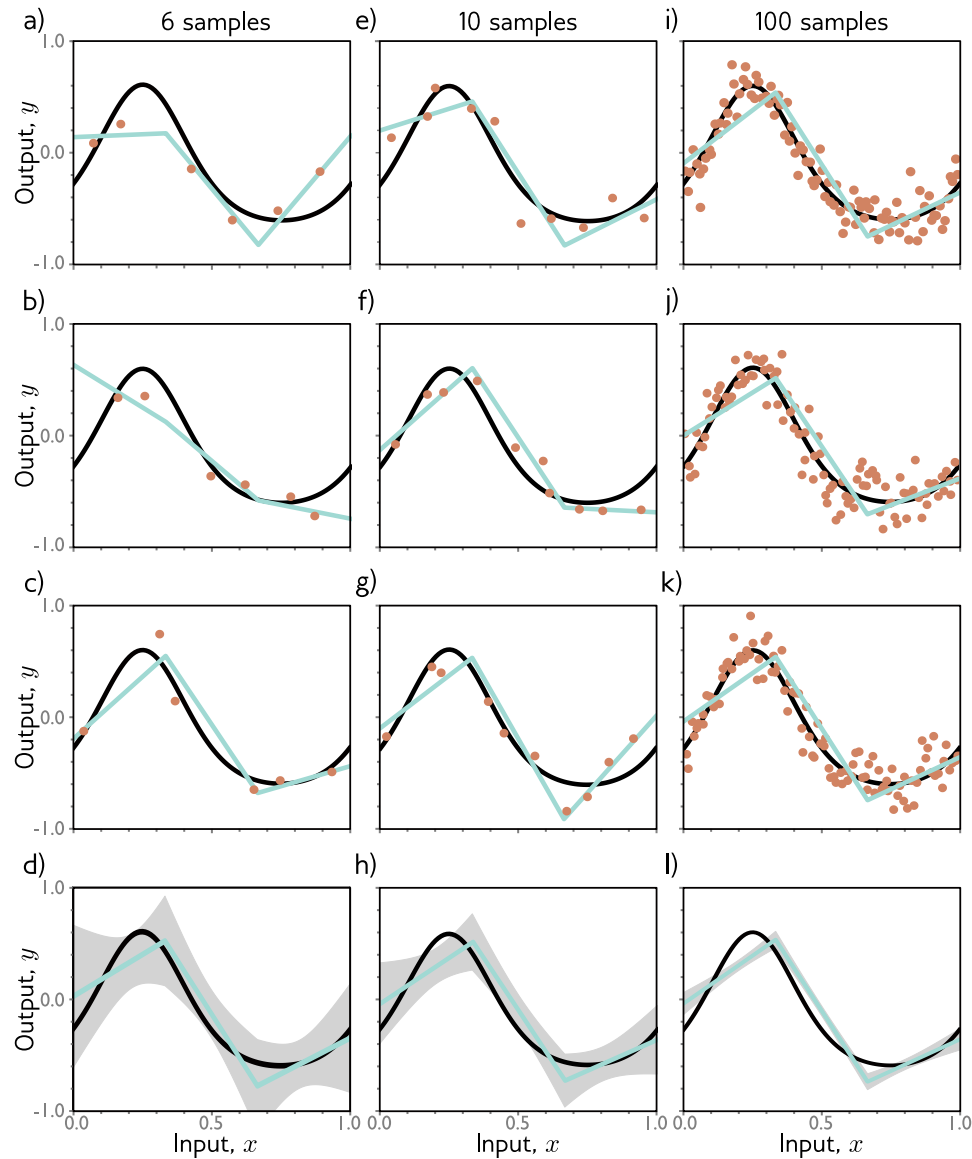 a) 6 samples e) 10 samples i) 100 samples
1.0
Output, y
0.0
-1.0
b) f) j)
1.0
Output, y
0.0
-1.0
c) g) k)
1.0
Output, y
0.0
-1.0
d) h) l)
1.0
Output, y
0.0
-1.0
0.0 0.5 1.0 0.0 0.5 1.0 0.0 0.5 1.0
Input, x Input, x Input, x